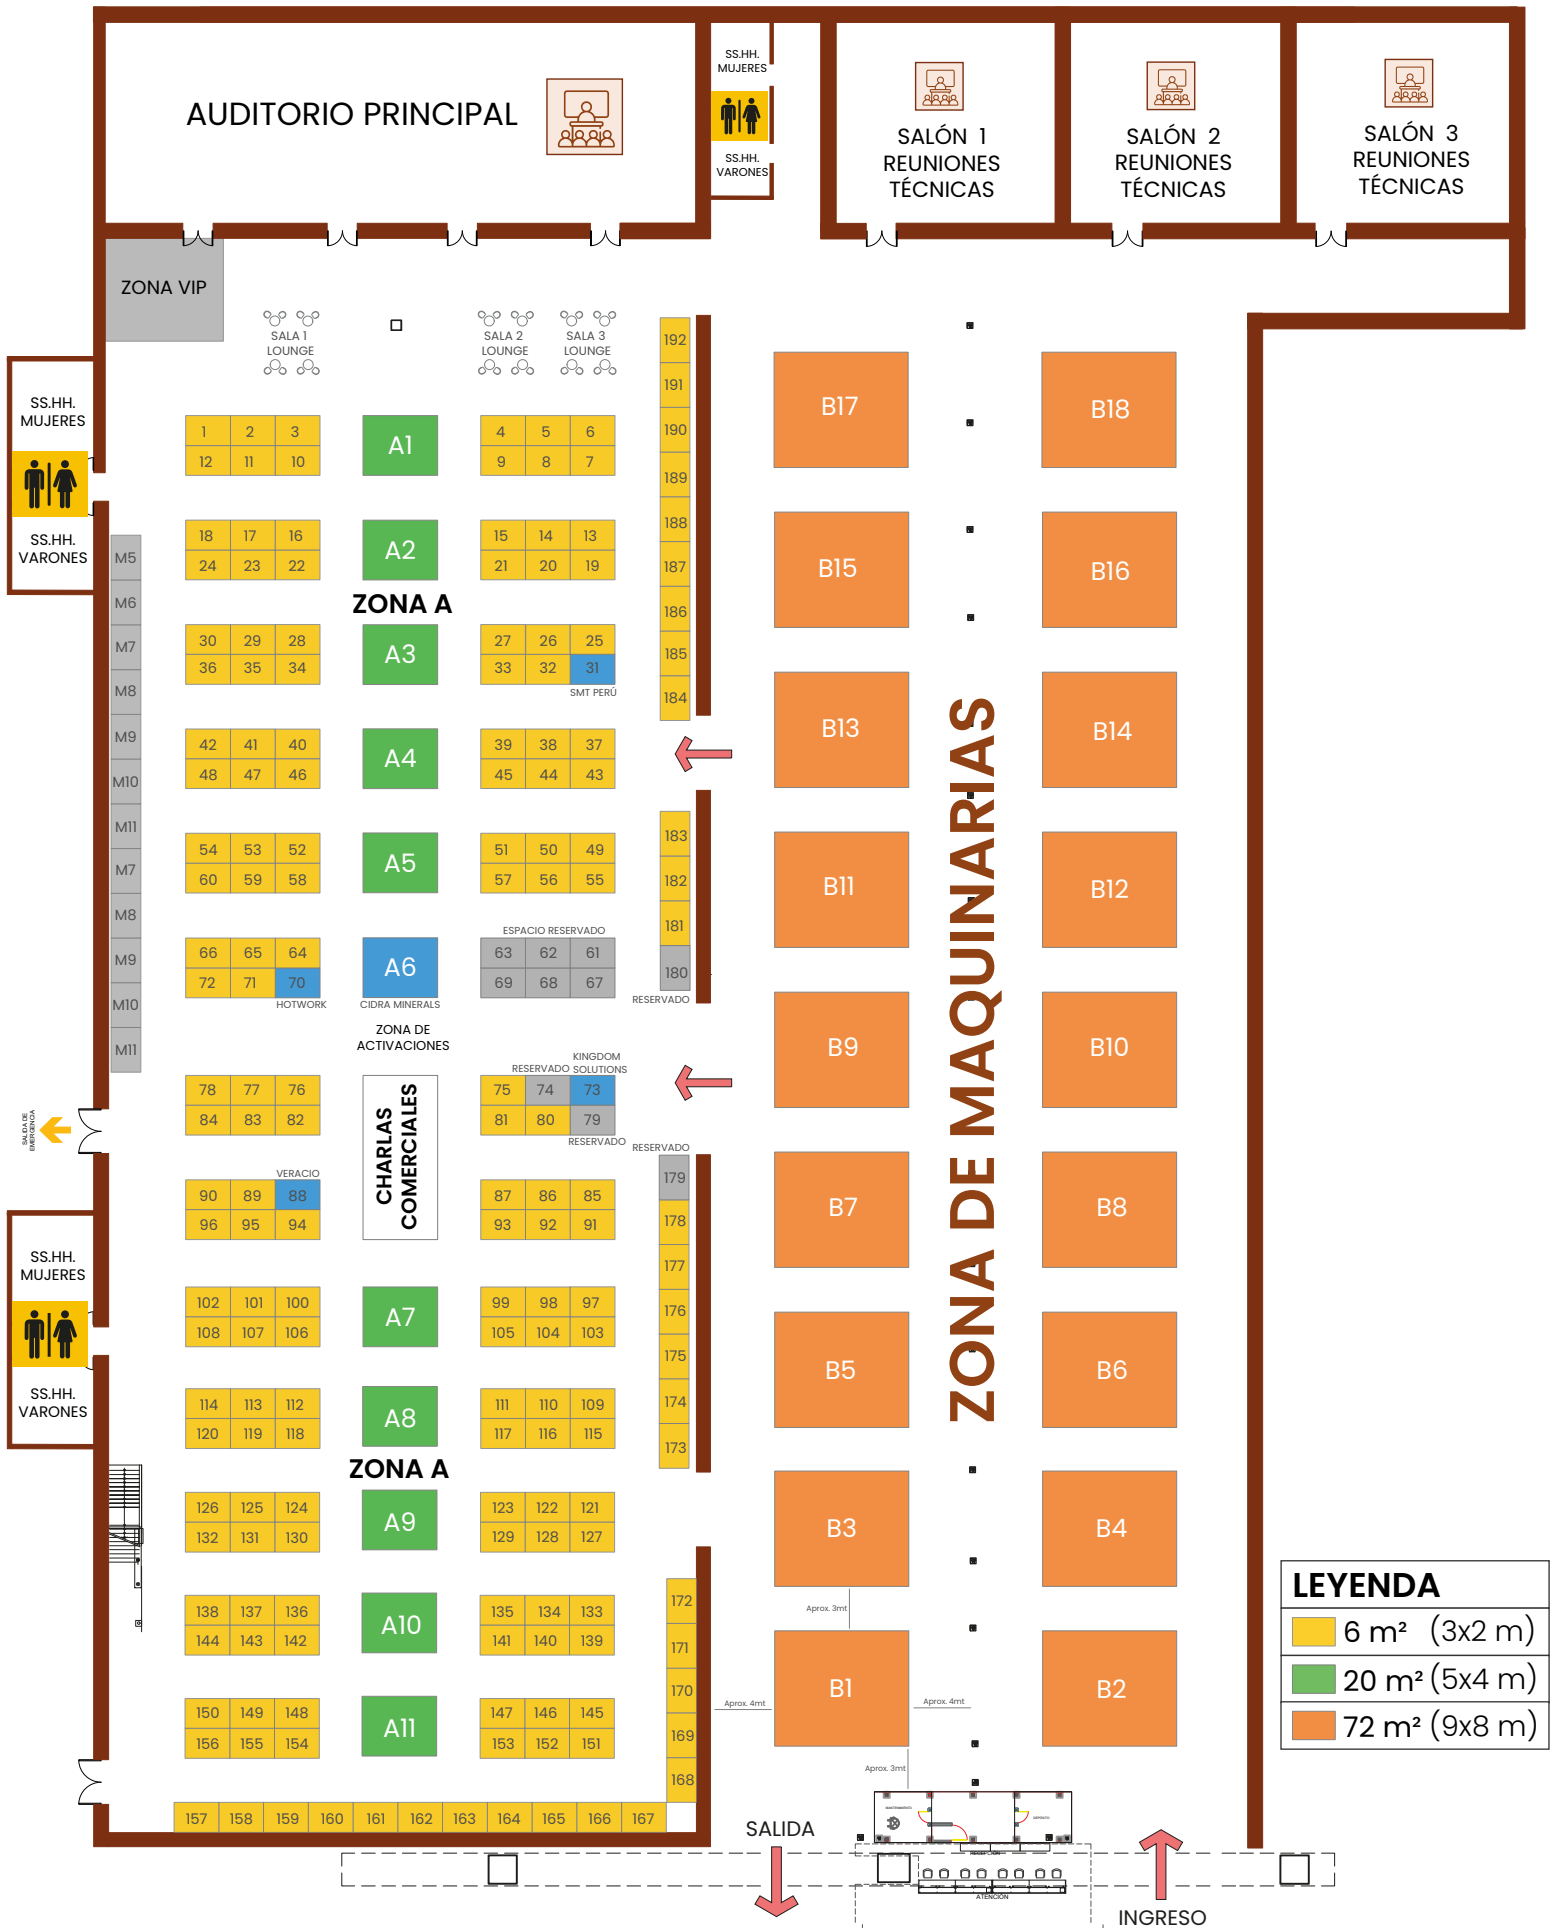 SS.HH.
MUJERES
SS.HH.
VARONES
AUDITORIO PRINCIPAL
SALÓN 1
REUNIONES
TÉCNICAS
SALÓN 2
REUNIONES
TÉCNICAS
SALÓN 3
REUNIONES
TÉCNICAS
ZONA VIP
SALA 1
LOUNGE
SALA 2
LOUNGE
SALA 3
LOUNGE
SS.HH.
MUJERES
SS.HH.
VARONES
M5
M6
M7
M8
M9
M10
M11
M7
M8
M9
M10
M11
1 2 3 A1 4 5 6
12 11 10 9 8 7
18 17 16 A2 15 14 13
24 23 22 21 20 19
ZONA A
30 29 28 A3 27 26 25
36 35 34 33 32 31
SMT PERÚ
42 41 40 A4 39 38 37
48 47 46 45 44 43
54 53 52 A5 51 50 49
60 59 58 57 56 55
ESPACIO RESERVADO
66 65 64 A6 63 62 61
72 71 70 69 68 67
HOTWORK
CIDRA MINERALS
ZONA DE
ACTIVACIONES
KINGDOM
RESERVADO SOLUTIONS
78 77 76 75 74 73
84 83 82 81 80 79
RESERVADO
CHARLAS
COMERCIALES
VERACIO
90 89 88 87 86 85
96 95 94 93 92 91
102 101 100 A7 99 98 97
108 107 106 105 104 103
114 113 112 A8 111 110 109
120 119 118 117 116 115
ZONA A
126 125 124 A9 123 122 121
132 131 130 129 128 127
138 137 136 A10 135 134 133
144 143 142 141 140 139
150 149 148 A11 147 146 145
156 155 154 153 152 151
157 158 159 160 161 162 163 164 165 166 167
192
191
190
189
188
187
186
185
184
183
182
181
180
RESERVADO
RESERVADO
179
178
177
176
175
174
173
172
171
170
169
168
SALIDA DE
EMERGENCIA
SS.HH.
MUJERES
SS.HH.
VARONES
B17 B18
B15 B16
B13 B14
B11 B12
B9 B10
B7 B8
B5 B6
B3 B4
B1 B2
ZONA DE MAQUINARIAS
Aprox. 3mt
Aprox. 4mt
Aprox. 4mt
Aprox. 3mt
LEYENDA
6 m² (3x2 m)
20 m² (5x4 m)
72 m² (9x8 m)
MANTENIMIENTO
DEPOSITO
RECEPCIÓN
ATENCIÓN
SALIDA
INGRESO